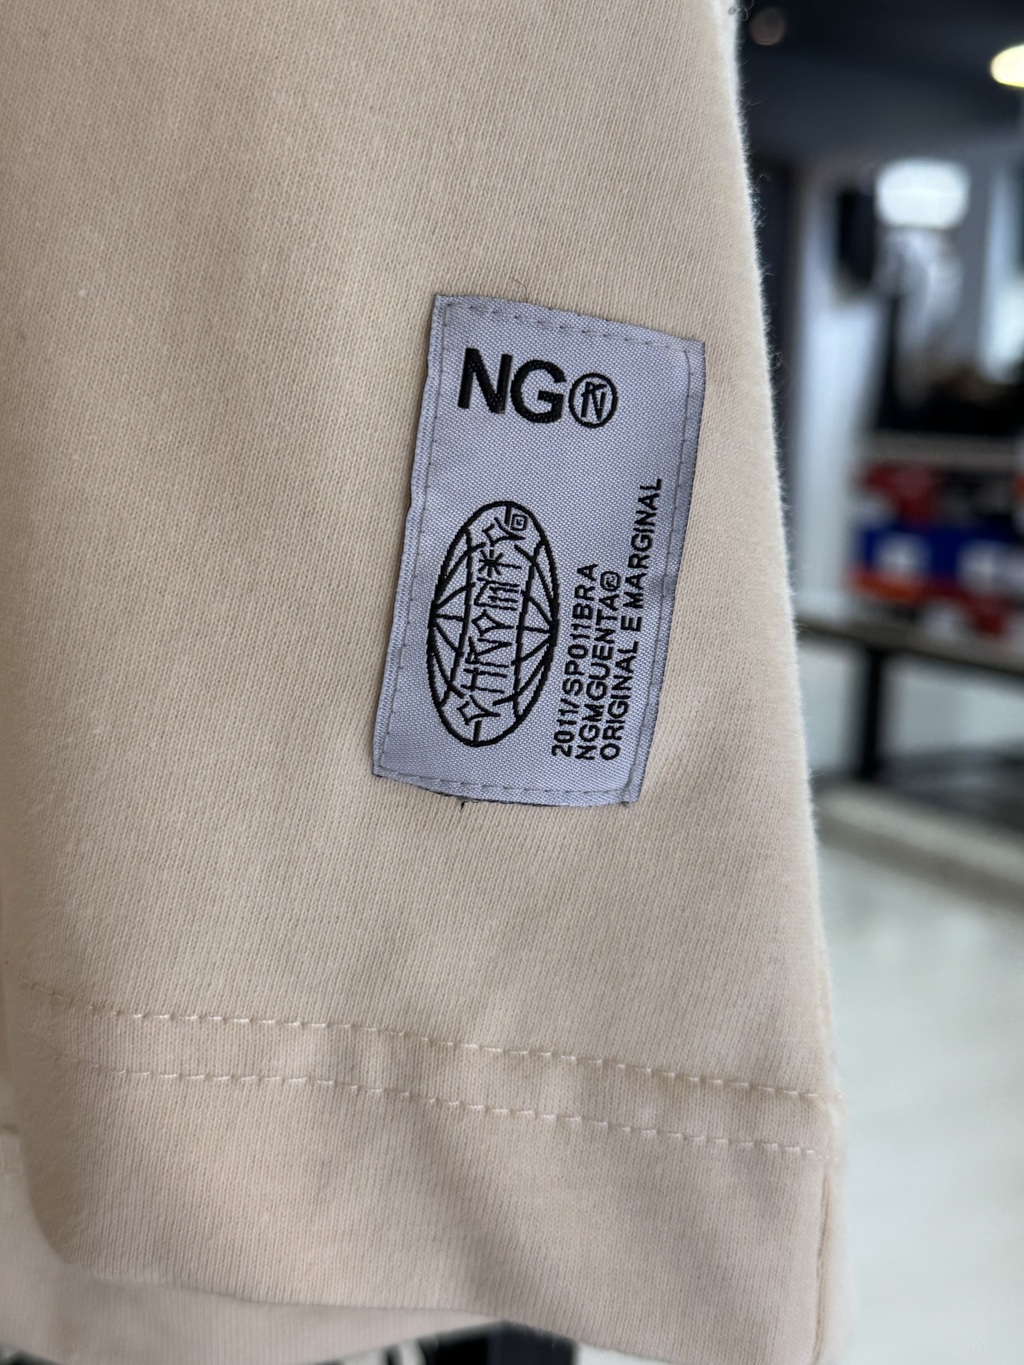 NG
2011/SP011BRA
NGMGUENTA®
ORIGINAL E MARGINAL